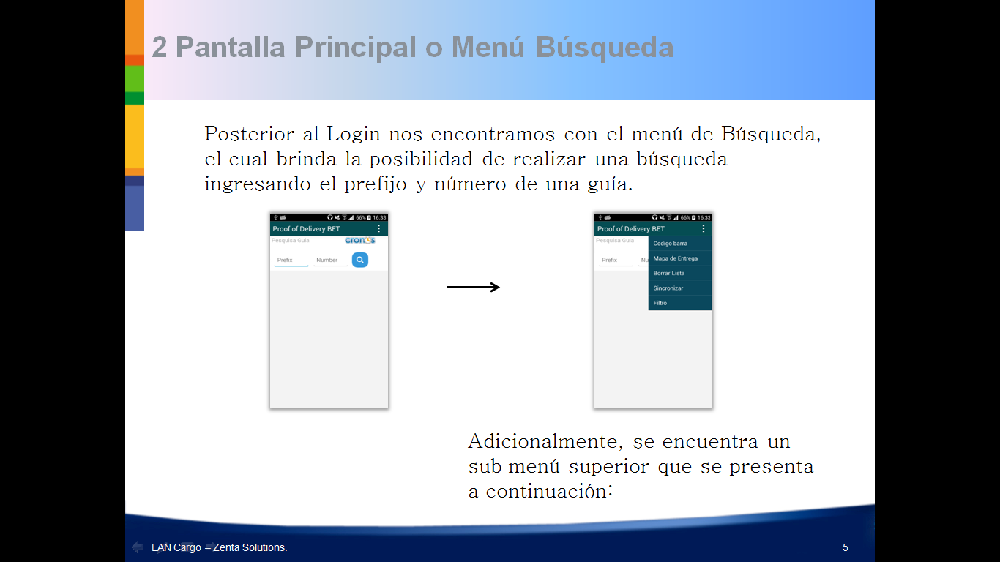 2 Pantalla Principal o Menú Búsqueda
Posterior al Login nos encontramos con el menú de Búsqueda,
el cual brinda la posibilidad de realizar una búsqueda
ingresando el prefijo y número de una guía.
66% 16:33
Proof of Delivery BET
Pesquisa Guia
cronos
Prefix
Number
66% 16:33
Proof of Delivery BET
Pesquisa Guia
Prefix
Nu
Codigo barra
Mapa de Entrega
Borrar Lista
Sincronizar
Filtro
Adicionalmente, se encuentra un
sub menú superior que se presenta
a continuación:
LAN Cargo – Zenta Solutions.
5